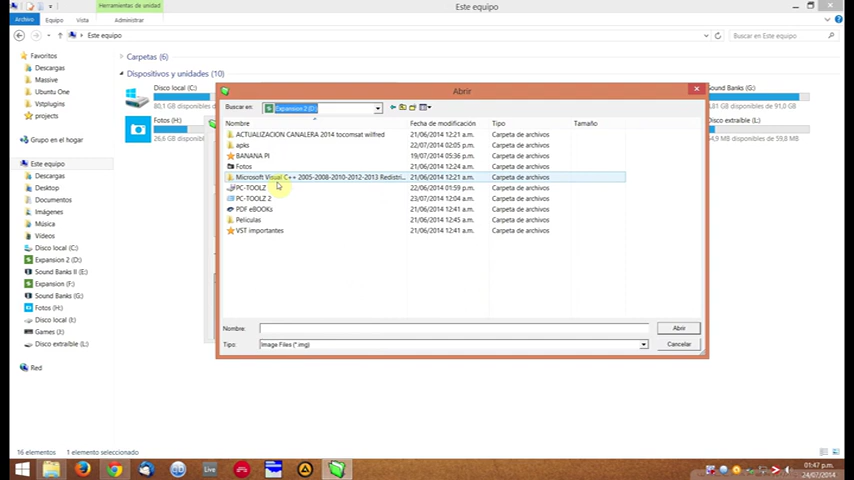 Herramientas de unidad
Este equipo
Archivo Equipo Vista Administrar
Este equipo
Buscar en Este equipo
Favoritos
Descargas
Massive
Ubuntu One
Vstplugins
projects
Grupo en el hogar
Este equipo
Descargas
Desktop
Documentos
Imágenes
Música
Vídeos
Disco local (C:)
Expansion 2 (D:)
Sound Banks II (E:)
Expansion (F:)
Sound Banks (G:)
Fotos (H:)
Disco local (I:)
Games (J:)
Disco extraíble (L:)
Red
Carpetas (6)
Dispositivos y unidades (10)
Disco local (C:)
80,1 GB disponibles
Fotos (H:)
26,6 GB disponibles
Sound Banks (G:)
GB disponibles de 91,0 GB
Disco extraíble (L:)
MB disponibles de 59,8 MB
Abrir
Buscar en: Expansion 2 (D:)
Nombre Fecha de modificación Tipo Tamaño
ACTUALIZACION CANALERA 2014 tocomsat wilfred 21/06/2014 12:21 a.m. Carpeta de archivos
apks 22/07/2014 02:05 p.m. Carpeta de archivos
BANANA PI 19/07/2014 05:36 p.m. Carpeta de archivos
Fotos 21/06/2014 12:24 a.m. Carpeta de archivos
Microsoft Visual C++ 2005-2008-2010-2012-2013 Redistri... 21/06/2014 12:21 a.m. Carpeta de archivos
PC-TOOLZ 22/06/2014 01:59 p.m. Carpeta de archivos
PC-TOOLZ 2 23/07/2014 12:04 a.m. Carpeta de archivos
PDF eBOOKs 21/06/2014 12:41 a.m. Carpeta de archivos
Peliculas 21/06/2014 12:45 a.m. Carpeta de archivos
VST importantes 21/06/2014 12:41 a.m. Carpeta de archivos
Nombre: Abrir
Tipo: Image Files (*.img) Cancelar
16 elementos 1 elemento seleccionado
Live
01:47 p.m.
24/07/2014